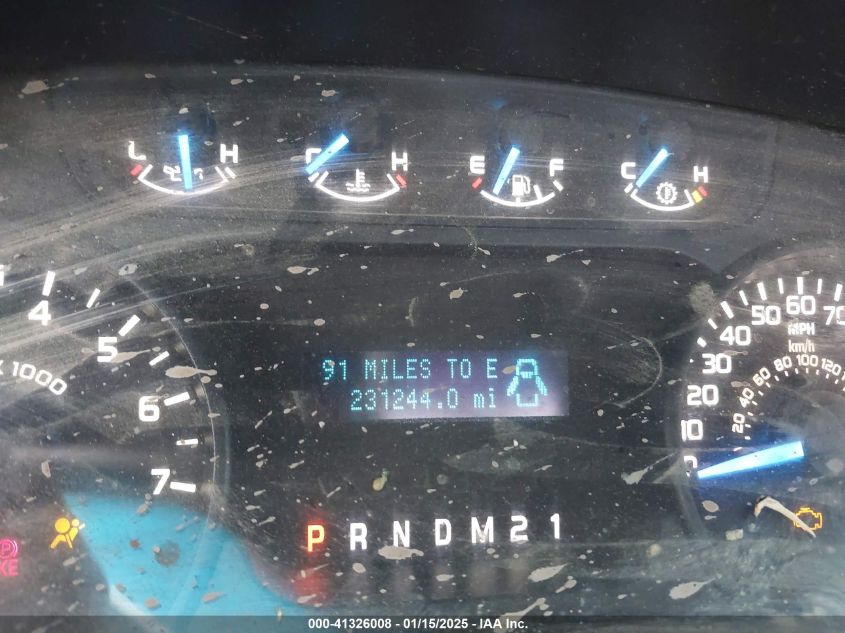 L H C H E F C H
4
5
6
7
X 1000
91 MILES TO E
231244.0 mi
0 10 20 30 40 50 60 70
MPH
km/h
20 40 60 80 100 120
P R N D M 2 1
P
KE
000-41326008 - 01/15/2025 - IAA Inc.